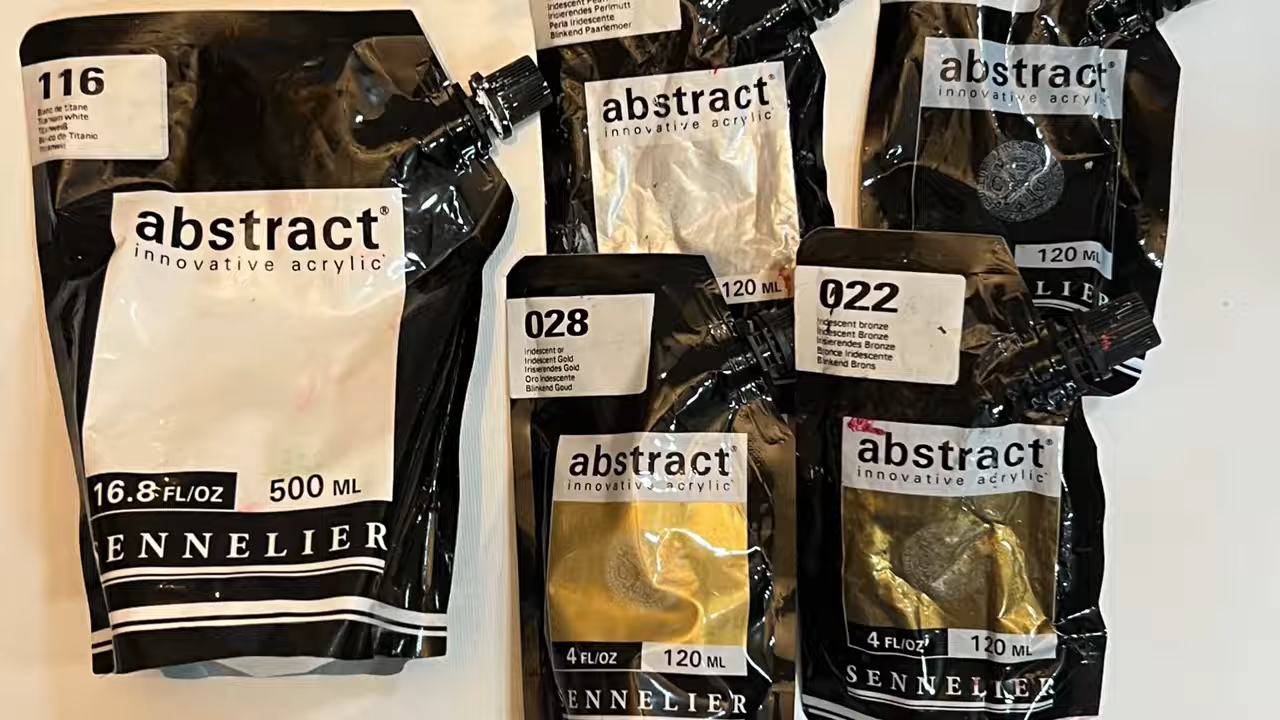 116
Blanc de titane
Titanium white
Titanweiß
Blanco de Titanio
abstract®
innovative acrylic
16.8 FL/OZ 500 ML
SENNELIER
Irisierendes Perlmutt
Perla Iridescente
Blinkend Paarlemoer
abstract®
innovative acrylic
120 ML
abstract®
innovative acrylic
120 ML
028
Iridescent or
Iridescent Gold
Irisierendes Gold
Oro Iridescente
Blinkend Goud
abstract®
innovative acrylic
4 FL/OZ 120 ML
SENNELIER
022
Iridescent bronze
Iridescent Bronze
Irisierendes Bronze
Bronce Iridescente
Blinkend Brons
abstract®
innovative acrylic
4 FL/OZ 120 ML
SENNELIER